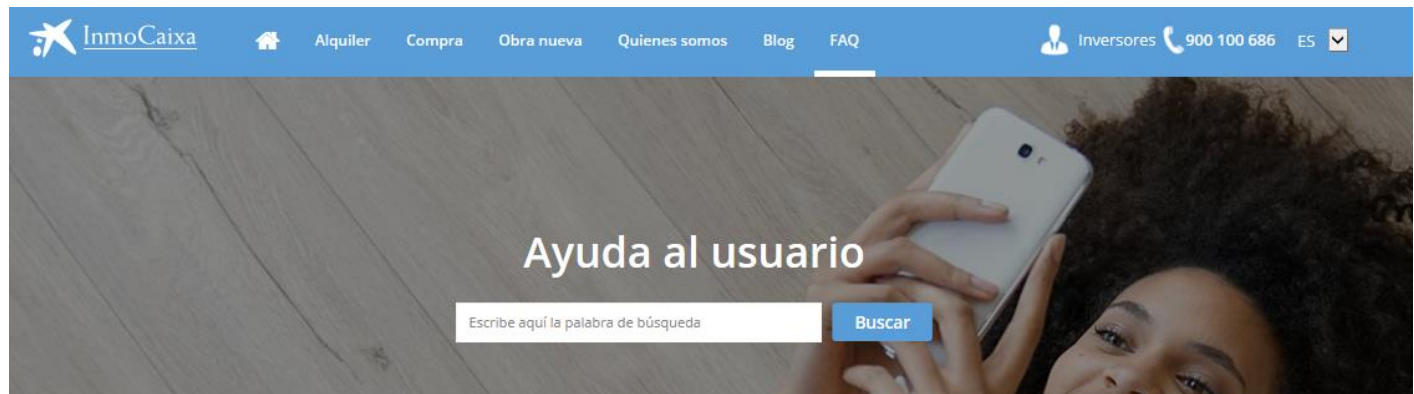 InmoCaixa
Alquiler Compra Obra nueva Quienes somos Blog FAQ
Inversores 900 100 686 ES
Ayuda al usuario
Escribe aquí la palabra de búsqueda
Buscar